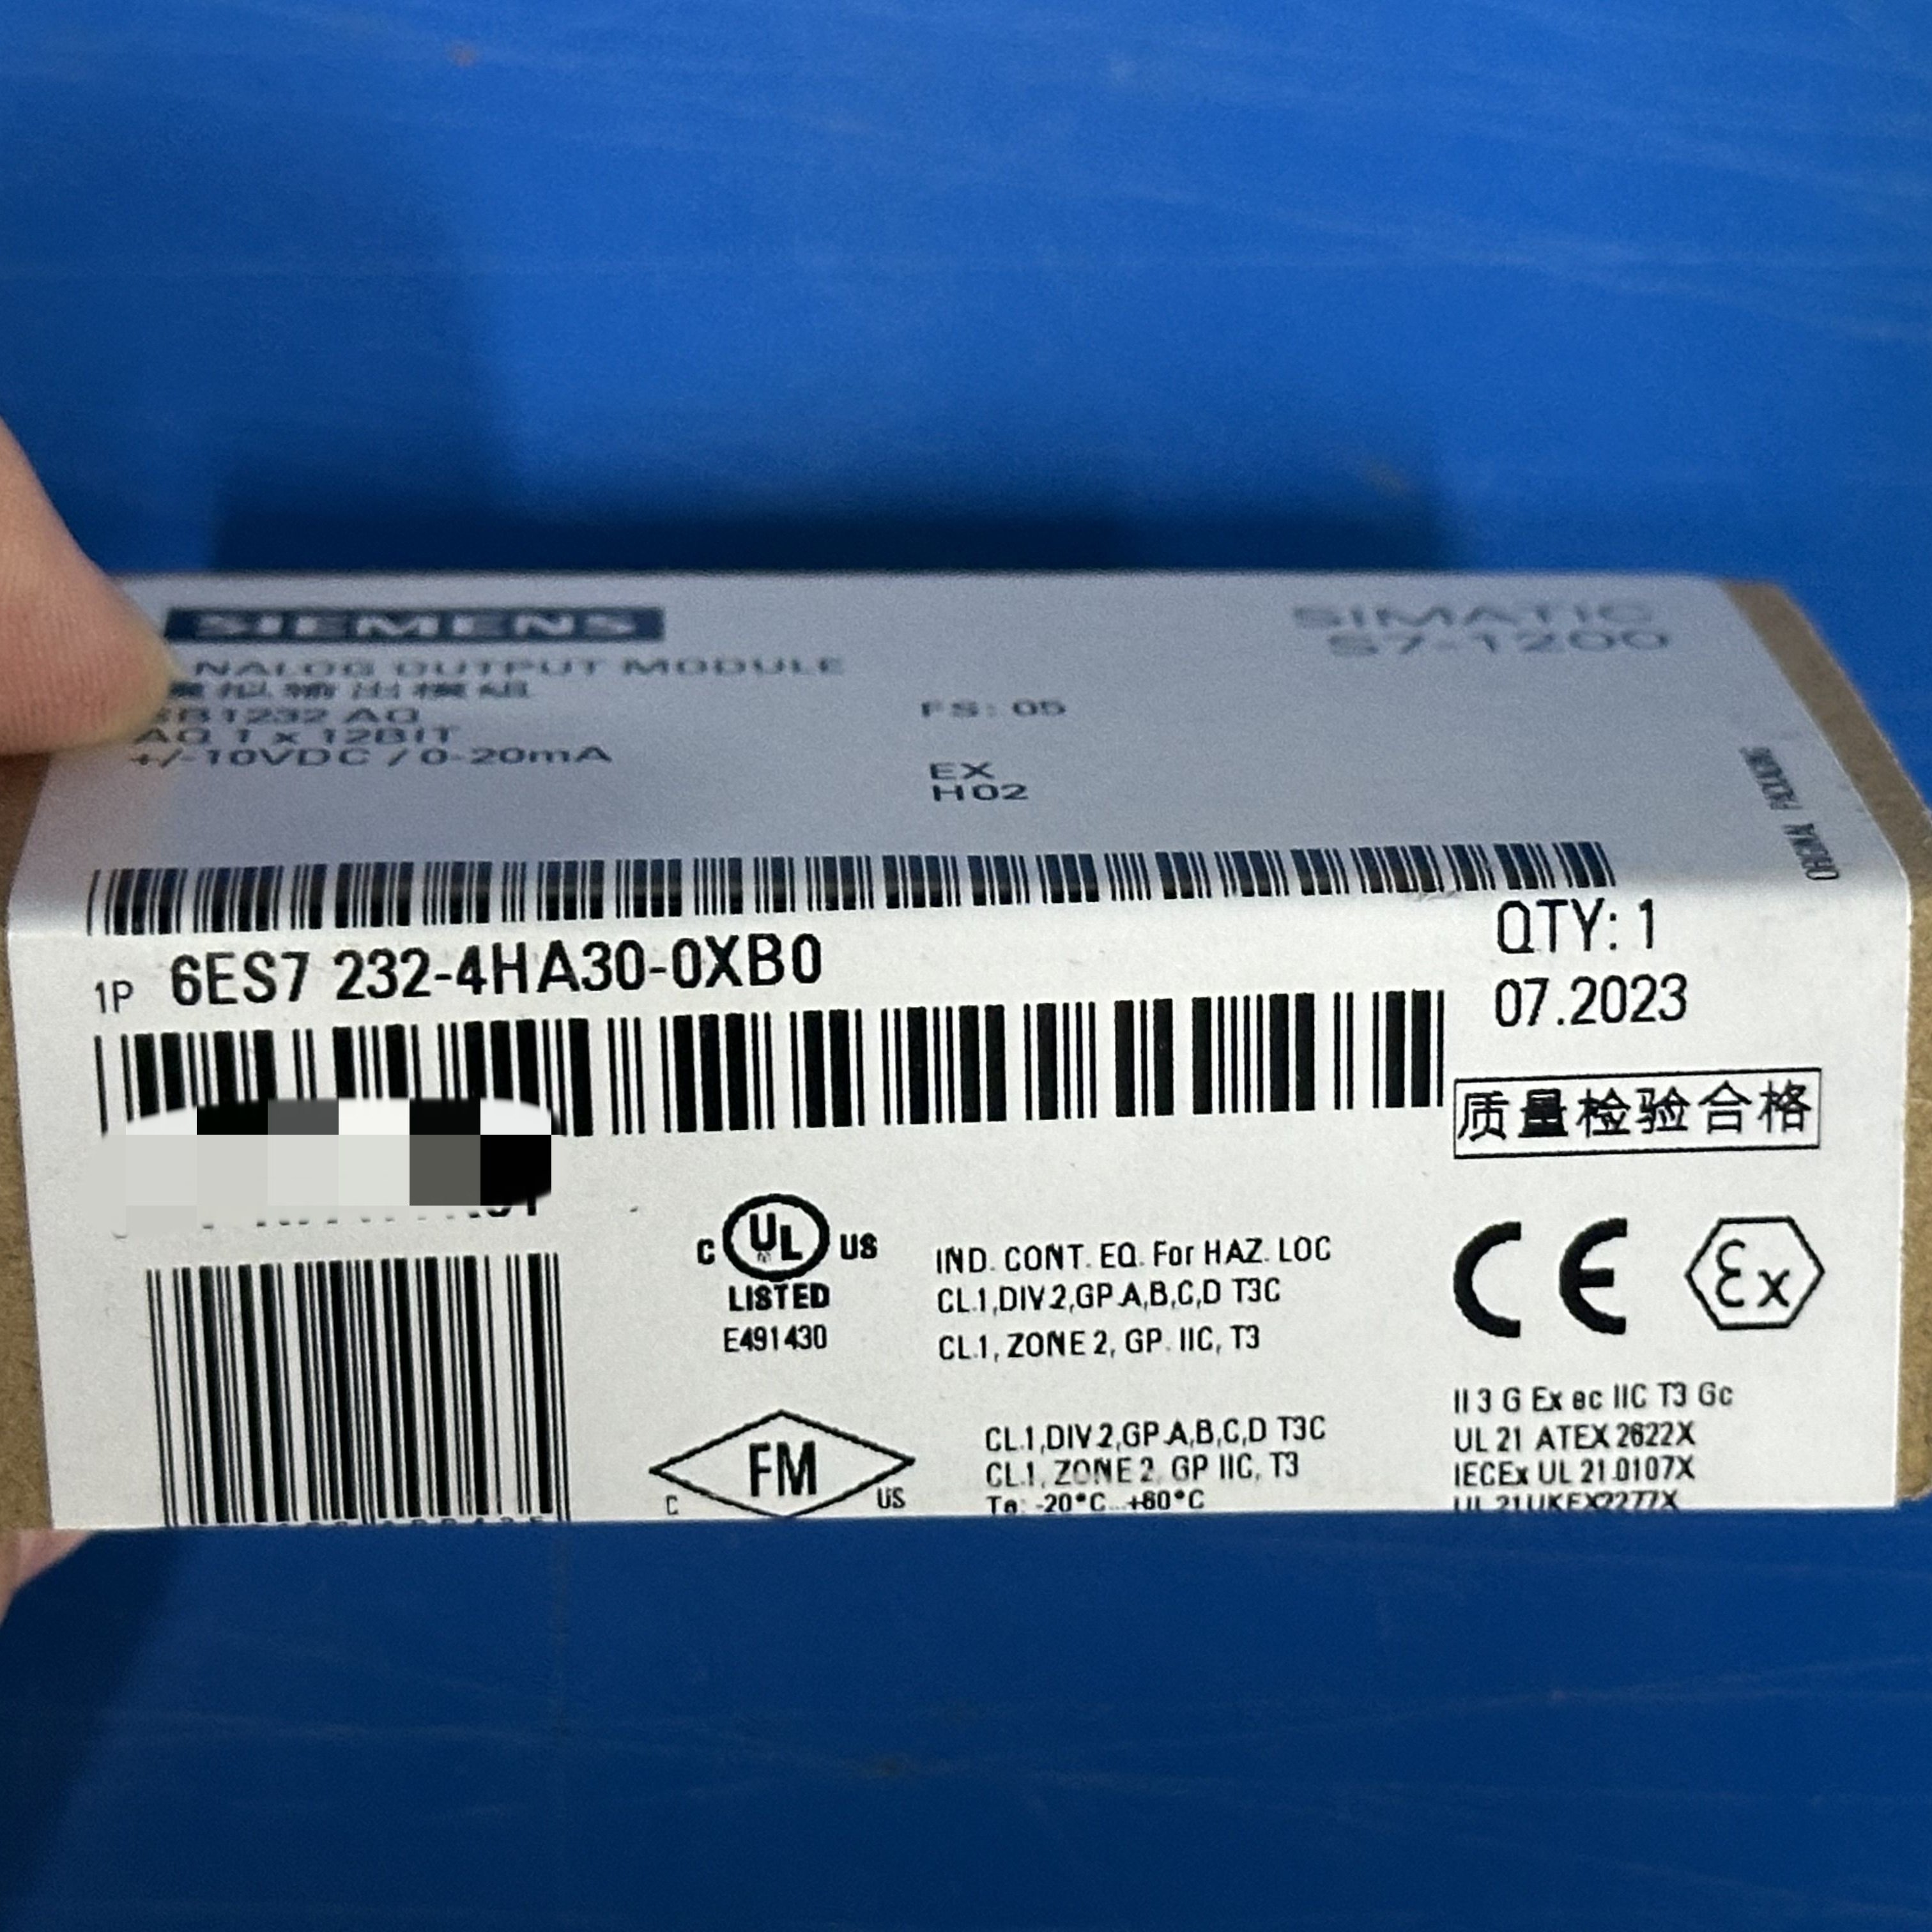 SIEMENS
SIMATIC
S7-1200
NALOG OUTPUT MODULE
模拟输出模组
SB1232 AQ
AQ 1 x 12BIT
+/-10VDC / 0-20mA
FS: 05
EX
H02
1P 6ES7 232-4HA30-0XB0
QTY: 1
07.2023
质量检验合格
C UL US
LISTED
E491430
IND. CONT. EQ. For HAZ. LOC
CL.1,DIV 2,GP.A,B,C,D T3C
CL.1, ZONE 2, GP. IIC, T3
CE Ex
C FM US
CL.1,DIV 2,GP.A,B,C,D T3C
CL.1, ZONE 2, GP IIC, T3
Ta: -20°C...+60°C
II 3 G Ex ec IIC T3 Gc
UL 21 ATEX 2622X
IECEx UL 21.0107X
UL 21UKEX2277X